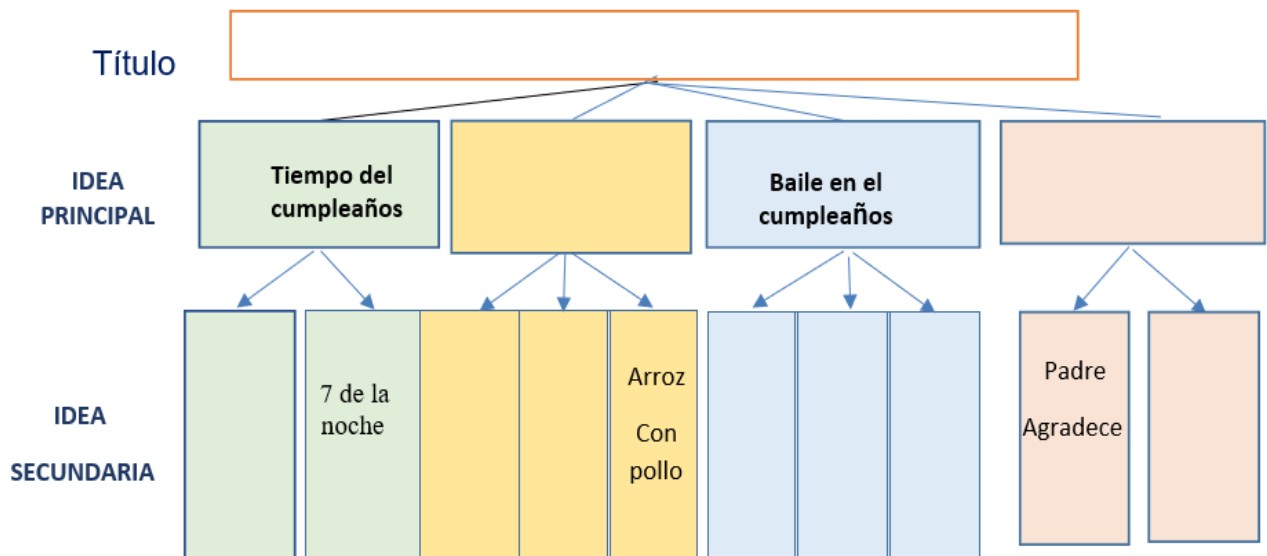 Título
IDEA
PRINCIPAL
Tiempo del
cumpleaños
Baile en el
cumpleaños
IDEA
SECUNDARIA
7 de la
noche
Arroz
Con
pollo
Padre
Agradece